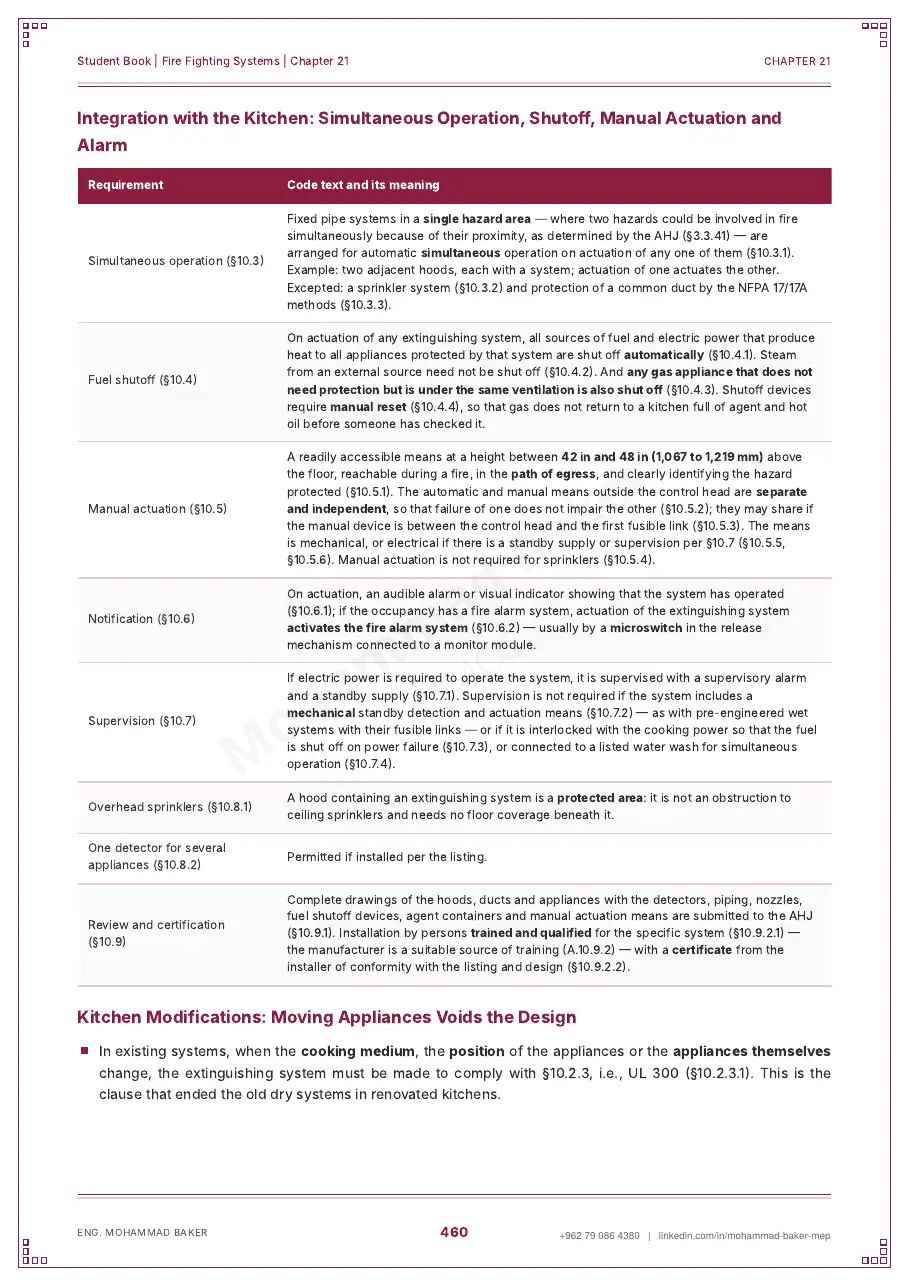 Student Book | Fire Fighting Systems | Chapter 21
CHAPTER 21
Integration with the Kitchen: Simultaneous Operation, Shutoff, Manual Actuation and
Alarm
Requirement
Code text and its meaning
Simultaneous operation (§10.3)
Fixed pipe systems in a single hazard area — where two hazards could be involved in fire
simultaneously because of their proximity, as determined by the AHJ (§3.3.41) — are
arranged for automatic simultaneous operation on actuation of any one of them (§10.3.1).
Example: two adjacent hoods, each with a system; actuation of one actuates the other.
Excepted: a sprinkler system (§10.3.2) and protection of a common duct by the NFPA 17/17A
methods (§10.3.3).
Fuel shutoff (§10.4)
On actuation of any extinguishing system, all sources of fuel and electric power that produce
heat to all appliances protected by that system are shut off automatically (§10.4.1). Steam
from an external source need not be shut off (§10.4.2). And any gas appliance that does not
need protection but is under the same ventilation is also shut off (§10.4.3). Shutoff devices
require manual reset (§10.4.4), so that gas does not return to a kitchen full of agent and hot
oil before someone has checked it.
Manual actuation (§10.5)
A readily accessible means at a height between 42 in and 48 in (1,067 to 1,219 mm) above
the floor, reachable during a fire, in the path of egress, and clearly identifying the hazard
protected (§10.5.1). The automatic and manual means outside the control head are separate
and independent, so that failure of one does not impair the other (§10.5.2); they may share if
the manual device is between the control head and the first fusible link (§10.5.3). The means
is mechanical, or electrical if there is a standby supply or supervision per §10.7 (§10.5.5,
§10.5.6). Manual actuation is not required for sprinklers (§10.5.4).
Notification (§10.6)
On actuation, an audible alarm or visual indicator showing that the system has operated
(§10.6.1); if the occupancy has a fire alarm system, actuation of the extinguishing system
activates the fire alarm system (§10.6.2) — usually by a microswitch in the release
mechanism connected to a monitor module.
Supervision (§10.7)
If electric power is required to operate the system, it is supervised with a supervisory alarm
and a standby supply (§10.7.1). Supervision is not required if the system includes a
mechanical standby detection and actuation means (§10.7.2) — as with pre-engineered wet
systems with their fusible links — or if it is interlocked with the cooking power so that the fuel
is shut off on power failure (§10.7.3), or connected to a listed water wash for simultaneous
operation (§10.7.4).
Overhead sprinklers (§10.8.1)
A hood containing an extinguishing system is a protected area: it is not an obstruction to
ceiling sprinklers and needs no floor coverage beneath it.
One detector for several
appliances (§10.8.2)
Permitted if installed per the listing.
Review and certification
(§10.9)
Complete drawings of the hoods, ducts and appliances with the detectors, piping, nozzles,
fuel shutoff devices, agent containers and manual actuation means are submitted to the AHJ
(§10.9.1). Installation by persons trained and qualified for the specific system (§10.9.2.1) —
the manufacturer is a suitable source of training (A.10.9.2) — with a certificate from the
installer of conformity with the listing and design (§10.9.2.2).
Kitchen Modifications: Moving Appliances Voids the Design
In existing systems, when the cooking medium, the position of the appliances or the appliances themselves
change, the extinguishing system must be made to comply with §10.2.3, i.e., UL 300 (§10.2.3.1). This is the
clause that ended the old dry systems in renovated kitchens.
ENG. MOHAMMAD BAKER
460
+962 79 086 4380 | linkedin.com/in/mohammad-baker-mep